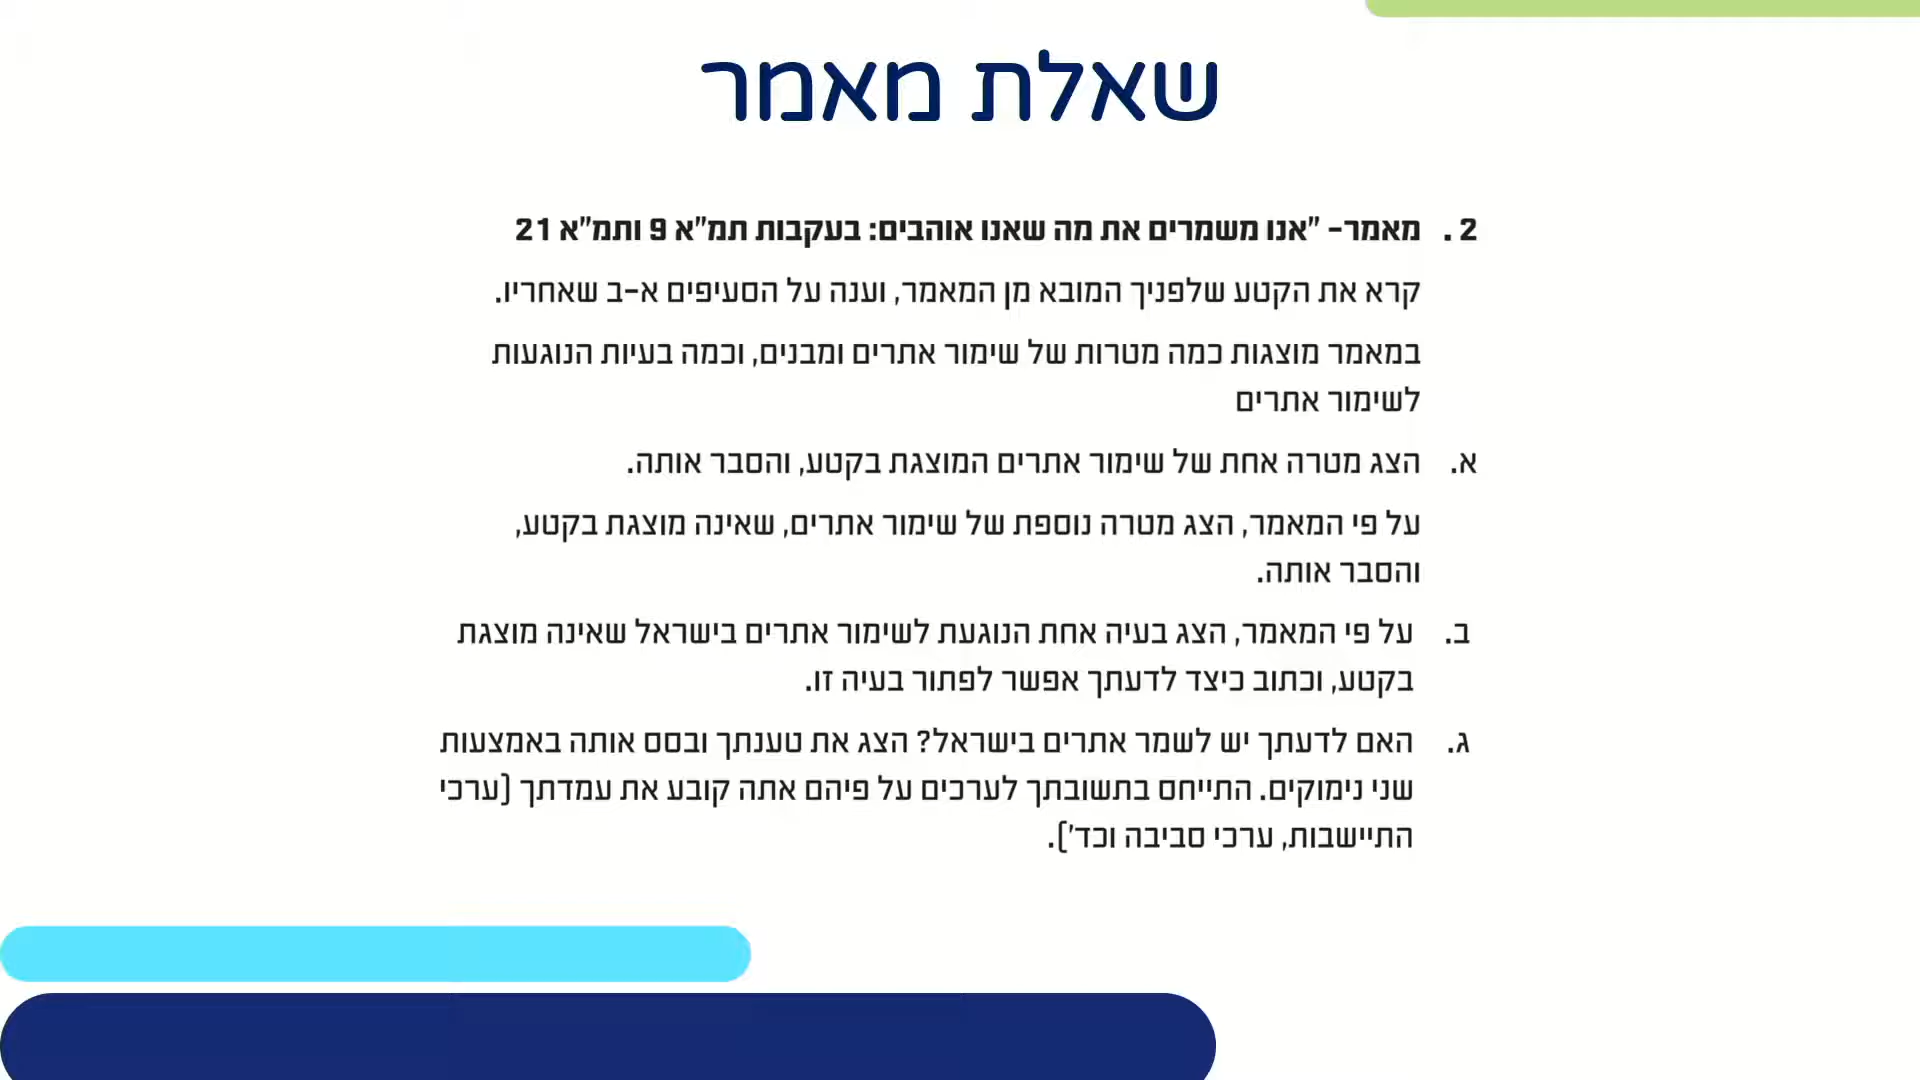 שאלת מאמר
2. מאמר- "אנו משמרים את מה שאנו אוהבים: בעקבות תמ"א 9 ותמ"א 21
קרא את הקטע שלפניך המובא מן המאמר, וענה על הסעיפים א-ב שאחריו.
במאמר מוצגות כמה מטרות של שימור אתרים ומבנים, וכמה בעיות הנוגעות
לשימור אתרים
א. הצג מטרה אחת של שימור אתרים המוצגת בקטע, והסבר אותה.
על פי המאמר, הצג מטרה נוספת של שימור אתרים, שאינה מוצגת בקטע,
והסבר אותה.
ב. על פי המאמר, הצג בעיה אחת הנוגעת לשימור אתרים בישראל שאינה מוצגת
בקטע, וכתוב כיצד לדעתך אפשר לפתור בעיה זו.
ג. האם לדעתך יש לשמר אתרים בישראל? הצג את טענתך ובסס אותה באמצעות
שני נימוקים. התייחס בתשובתך לערכים על פיהם אתה קובע את עמדתך (ערכי
התיישבות, ערכי סביבה וכד').